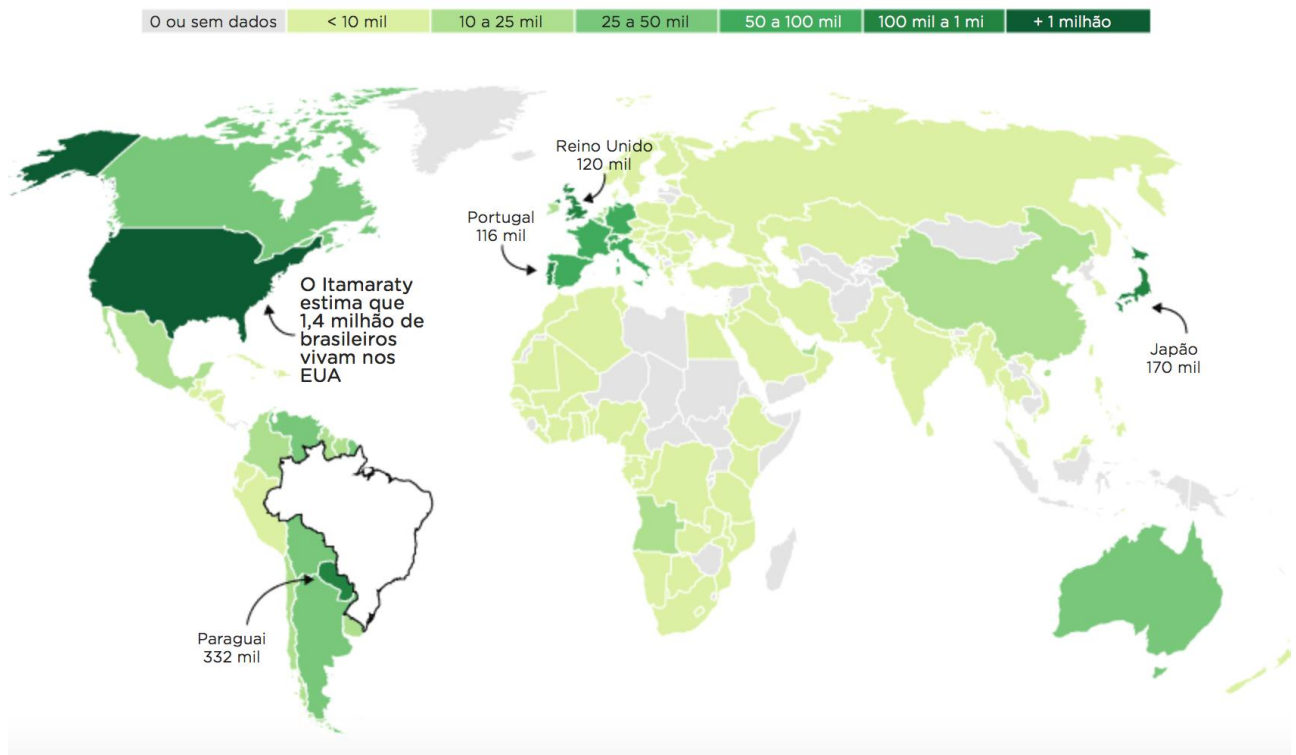 0 ou sem dados < 10 mil 10 a 25 mil 25 a 50 mil 50 a 100 mil 100 mil a 1 mi + 1 milhão
Reino Unido
120 mil
Portugal
116 mil
O Itamaraty
estima que
1,4 milhão de
brasileiros
vivam nos
EUA
Japão
170 mil
Paraguai
332 mil